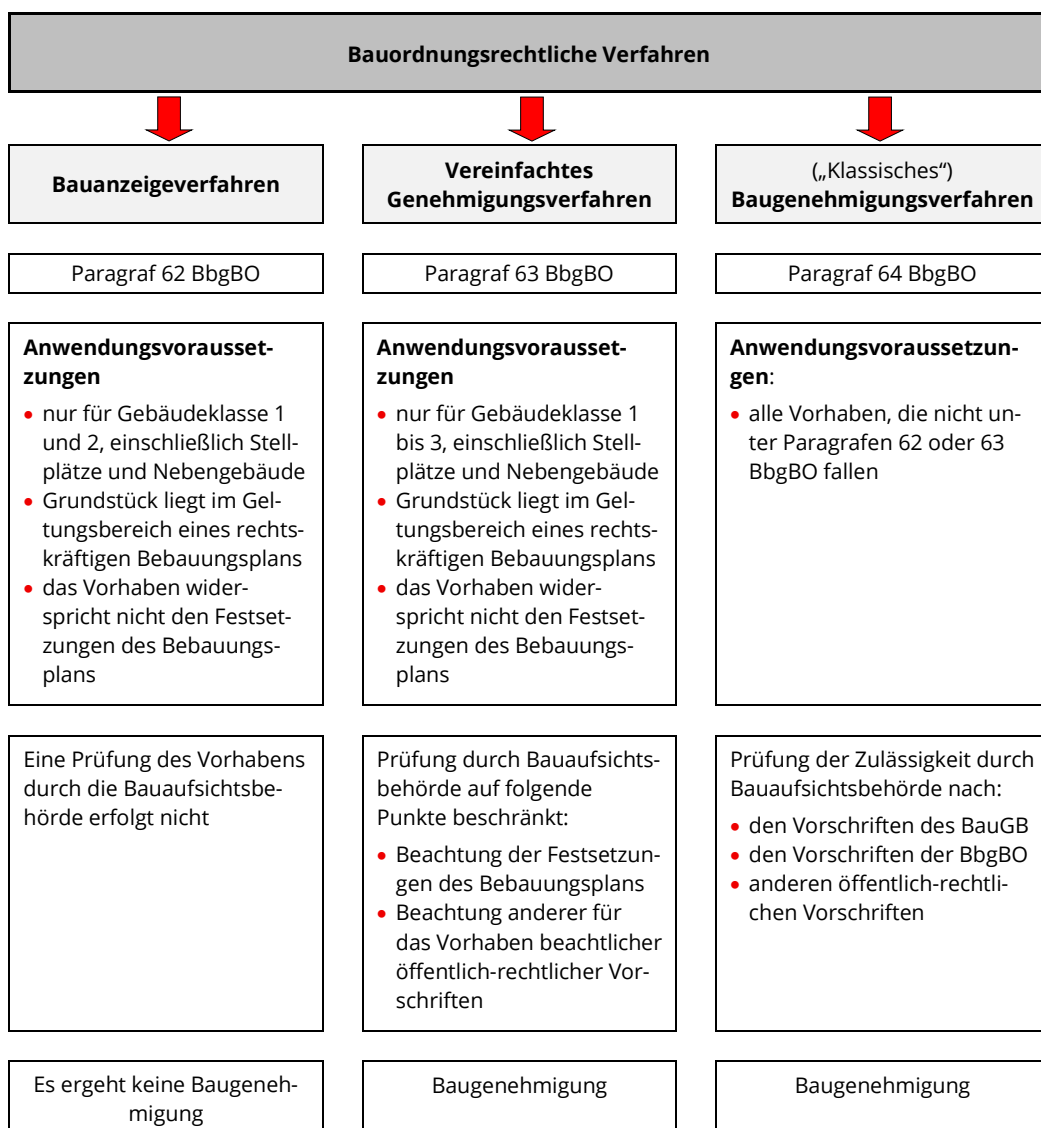 Bauordnungsrechtliche Verfahren
Bauanzeigeverfahren
Vereinfachtes
Genehmigungsverfahren
(„Klassisches“)
Baugenehmigungsverfahren
Paragraf 62 BbgBO
Paragraf 63 BbgBO
Paragraf 64 BbgBO
Anwendungsvorausset-
zungen
• nur für Gebäudeklasse 1
und 2, einschließlich Stell-
plätze und Nebengebäude
• Grundstück liegt im Gel-
tungsbereich eines rechts-
kräftigen Bebauungsplans
• das Vorhaben wider-
spricht nicht den Festset-
zungen des Bebauungs-
plans
Anwendungsvorausset-
zungen
• nur für Gebäudeklasse 1
bis 3, einschließlich Stell-
plätze und Nebengebäude
• Grundstück liegt im Gel-
tungsbereich eines rechts-
kräftigen Bebauungsplans
• das Vorhaben wider-
spricht nicht den Festset-
zungen des Bebauungs-
plans
Anwendungsvoraussetzun-
gen:
• alle Vorhaben, die nicht un-
ter Paragrafen 62 oder 63
BbgBO fallen
Eine Prüfung des Vorhabens
durch die Bauaufsichtsbe-
hörde erfolgt nicht
Prüfung durch Bauaufsichts-
behörde auf folgende
Punkte beschränkt:
• Beachtung der Festsetzun-
gen des Bebauungsplans
• Beachtung anderer für
das Vorhaben beachtlicher
öffentlich-rechtlicher Vor-
schriften
Prüfung der Zulässigkeit durch
Bauaufsichtsbehörde nach:
• den Vorschriften des BauGB
• den Vorschriften der BbgBO
• anderen öffentlich-rechtli-
chen Vorschriften
Es ergeht keine Baugeneh-
migung
Baugenehmigung
Baugenehmigung